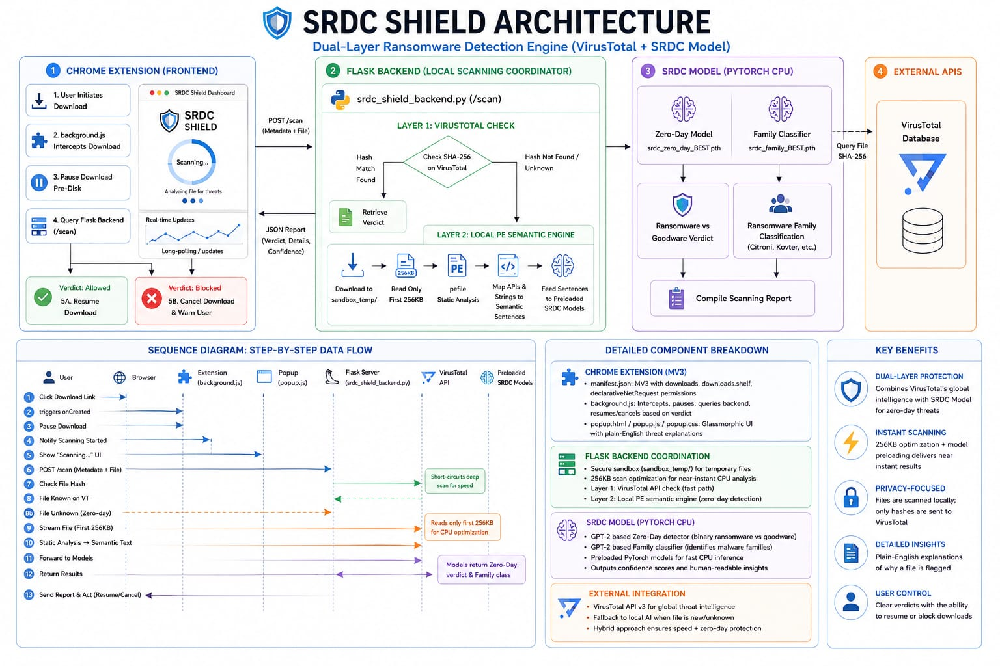 SRDC SHIELD ARCHITECTURE
Dual-Layer Ransomware Detection Engine (VirusTotal + SRDC Model)
1 CHROME EXTENSION (FRONTEND)
1. User Initiates
Download
2. background.js
Intercepts Download
3. Pause Download
Pre-Disk
4. Query Flask Backend
(/scan)
SRDC Shield Dashboard
SRDC
SHIELD
Scanning...
Analyzing file for threats
Real-time Updates
Long-polling / updates
Verdict: Allowed
5A. Resume
Download
Verdict: Blocked
5B. Cancel Download
& Warn User
POST /scan
(Metadata + File)
JSON Report
(Verdict, Details,
Confidence)
2 FLASK BACKEND (LOCAL SCANNING COORDINATOR)
srdc_shield_backend.py (/scan)
LAYER 1: VIRUSTOTAL CHECK
Check SHA-256
on VirusTotal
Hash
Match
Found
Hash Not Found /
Unknown
Retrieve
Verdict
LAYER 2: LOCAL PE SEMANTIC ENGINE
256KB
PE
</>
Download to
sandbox_temp/
Read Only
First 256KB
pefile
Static Analysis
Map APIs &
Strings to
Semantic
Sentences
Feed Sentences
to Preloaded
SRDC Models
3 SRDC MODEL (PYTORCH CPU)
Zero-Day Model
srdc_zero_day_BEST.pth
Family Classifier
srdc_family_BEST.pth
Ransomware vs
Goodware Verdict
Ransomware Family
Classification
(Citroni, Kovter, etc.)
Compile Scanning Report
Query File
SHA-256
4 EXTERNAL APIS
VirusTotal
Database
SEQUENCE DIAGRAM: STEP-BY-STEP DATA FLOW
User
Browser
Extension
(background.js)
Popup
(popup.js)
Flask Server
(srdc_shield_backend.py)
VirusTotal
API
Preloaded
SRDC Models
1 Click Download Link
2 triggers onCreated
3 Pause Download
4 Notify Scanning Started
5 Show "Scanning..." UI
6 POST /scan (Metadata + File)
7 Check File Hash
8 File Known on VT
8b File Unknown (Zero-day)
9 Stream File (First 256KB)
10 Static Analysis → Semantic Text
11 Forward to Models
12 Return Results
13 Send Report & Act (Resume/Cancel)
Short-circuits deep
scan for speed
Reads only first 256KB
for CPU optimization
Models return Zero-Day
verdict & Family class
DETAILED COMPONENT BREAKDOWN
CHROME EXTENSION (MV3)
• manifest.json: MV3 with downloads, downloads.shelf,
declarativeNetRequest permissions
• background.js: Intercepts, pauses, queries backend,
resumes/cancels based on verdict
• popup.html / popup.js / popup.css: Glassmorphic UI
with plain-English threat explanations
FLASK BACKEND COORDINATION
• Secure sandbox (sandbox_temp/) for temporary files
• 256KB scan optimization for near-instant CPU analysis
• Layer 1: VirusTotal API check (fast path)
• Layer 2: Local PE semantic engine (zero-day detection)
SRDC MODEL (PYTORCH CPU)
• GPT-2 based Zero-Day detector (binary ransomware vs goodware)
• GPT-2 based Family classifier (identifies malware families)
• Preloaded PyTorch models for fast CPU inference
• Outputs confidence scores and human-readable insights
EXTERNAL INTEGRATION
• VirusTotal API v3 for global threat intelligence
• Fallback to local AI when file is new/unknown
• Hybrid approach ensures speed + zero-day protection
KEY BENEFITS
DUAL-LAYER PROTECTION
Combines VirusTotal's global
intelligence with SRDC Model
for zero-day threats
INSTANT SCANNING
256KB optimization + model
preloading delivers near
instant results
PRIVACY-FOCUSED
Files are scanned locally;
only hashes are sent to
VirusTotal
DETAILED INSIGHTS
Plain-English explanations
of why a file is flagged
USER CONTROL
Clear verdicts with the ability
to resume or block downloads